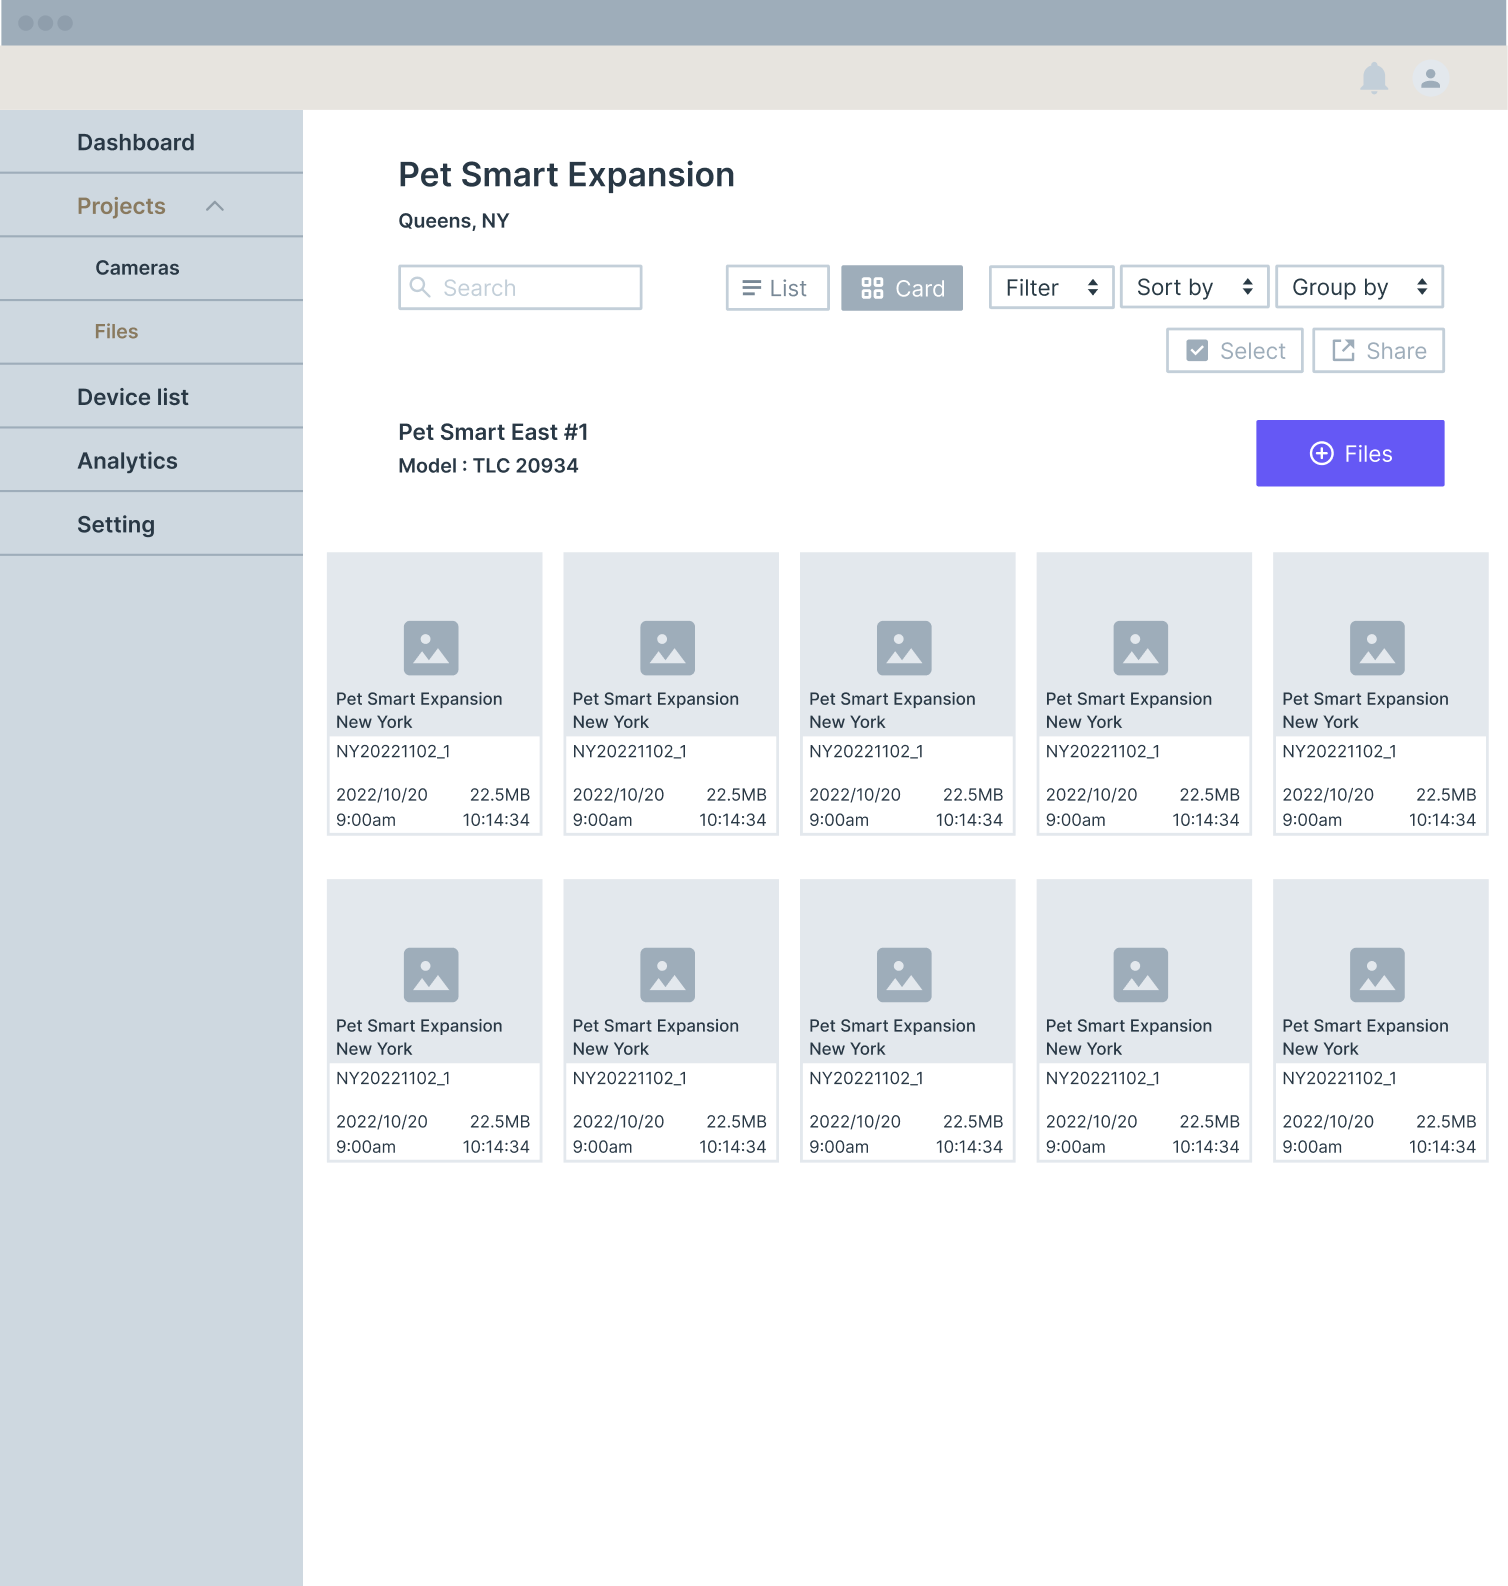 Dashboard
Projects
Cameras
Files
Device list
Analytics
Setting
Pet Smart Expansion
Queens, NY
Search
List
Card
Filter
Sort by
Group by
Select
Share
Pet Smart East #1
Model : TLC 20934
Files
Pet Smart Expansion
New York
NY20221102_1
2022/10/20 22.5MB
9:00am 10:14:34
Pet Smart Expansion
New York
NY20221102_1
2022/10/20 22.5MB
9:00am 10:14:34
Pet Smart Expansion
New York
NY20221102_1
2022/10/20 22.5MB
9:00am 10:14:34
Pet Smart Expansion
New York
NY20221102_1
2022/10/20 22.5MB
9:00am 10:14:34
Pet Smart Expansion
New York
NY20221102_1
2022/10/20 22.5MB
9:00am 10:14:34
Pet Smart Expansion
New York
NY20221102_1
2022/10/20 22.5MB
9:00am 10:14:34
Pet Smart Expansion
New York
NY20221102_1
2022/10/20 22.5MB
9:00am 10:14:34
Pet Smart Expansion
New York
NY20221102_1
2022/10/20 22.5MB
9:00am 10:14:34
Pet Smart Expansion
New York
NY20221102_1
2022/10/20 22.5MB
9:00am 10:14:34
Pet Smart Expansion
New York
NY20221102_1
2022/10/20 22.5MB
9:00am 10:14:34